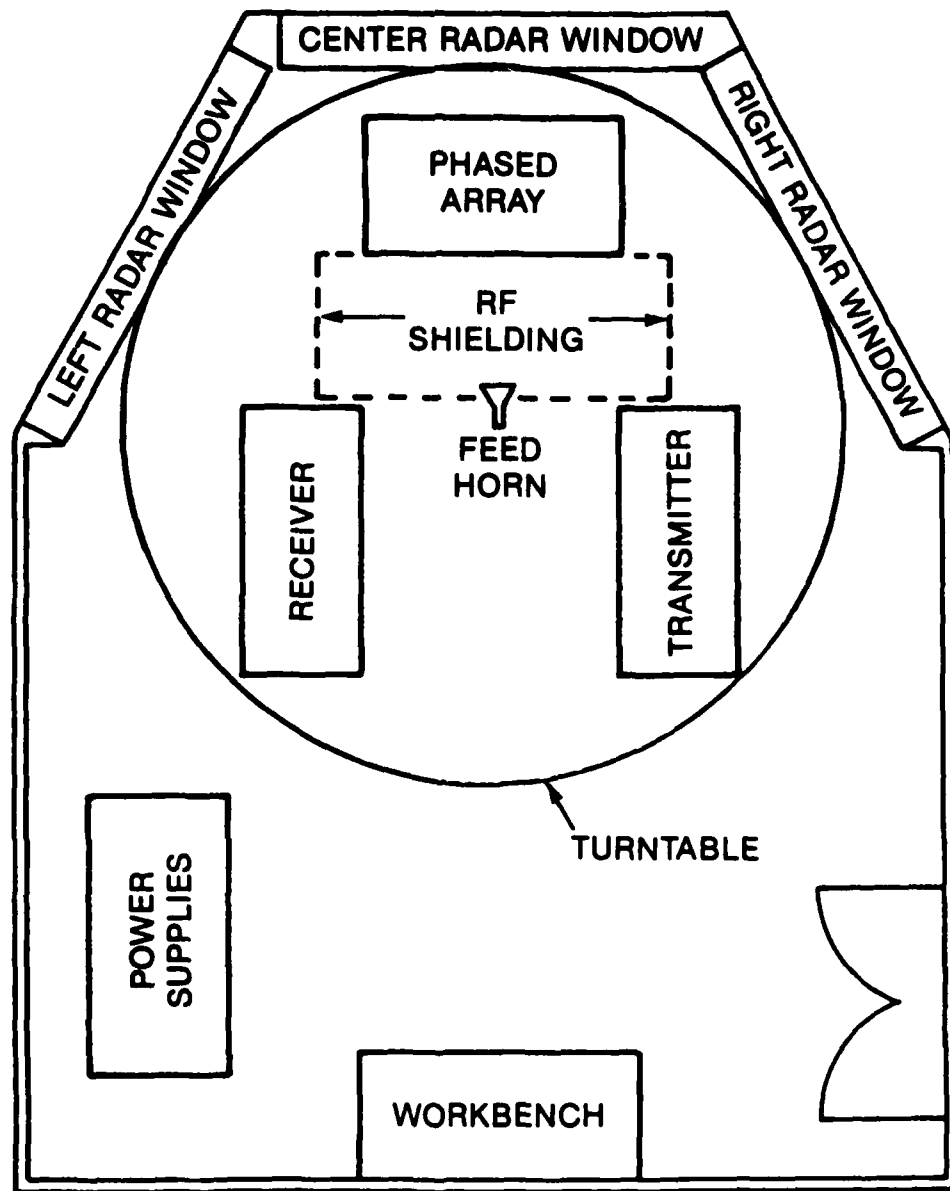 CENTER RADAR WINDOW
LEFT RADAR WINDOW
RIGHT RADAR WINDOW
PHASED
ARRAY
RF
SHIELDING
FEED
HORN
RECEIVER
TRANSMITTER
TURNTABLE
POWER
SUPPLIES
WORKBENCH